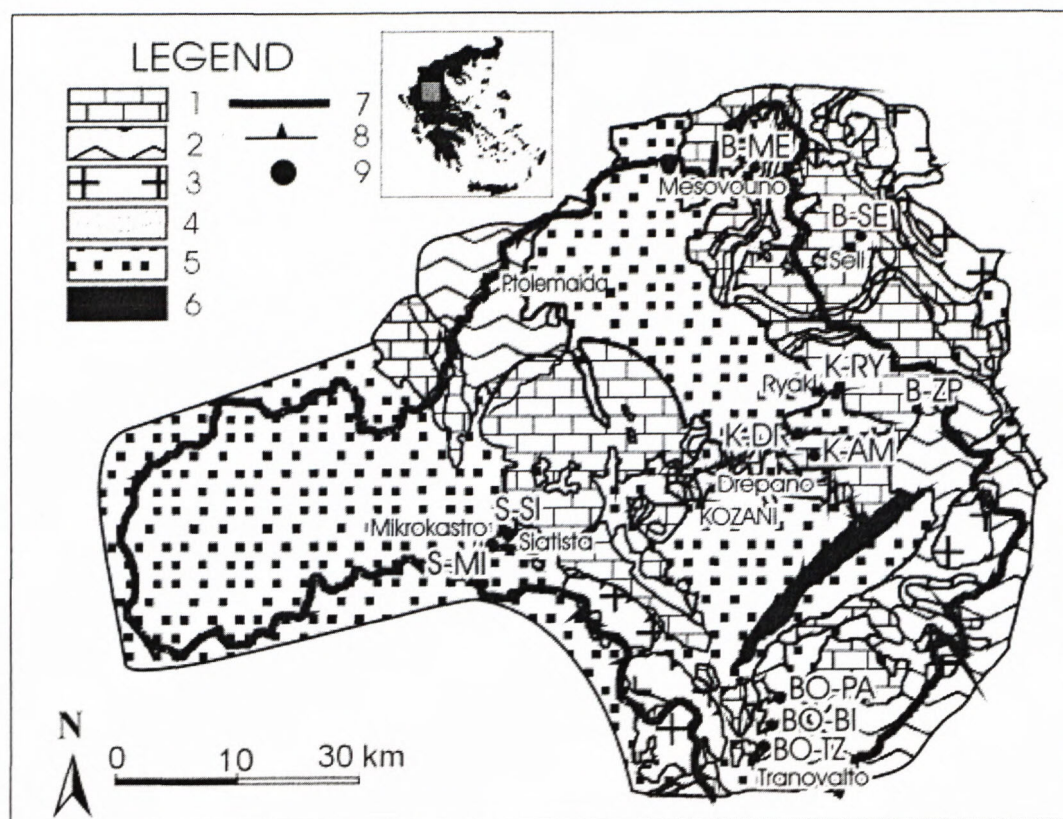 LEGEND
1
2
3
4
5
6
7
8
9
B-ME
Mesovouno
B-SE
Seli
Ptolemaida
K-RY
Ryaki
B-ZP
K-DR
K-AM
Drepano
KOZANI
S-SI
Mikrokastro
Siatista
S-MI
BO-PA
BO-BI
BO-TZ
Tranovalto
N
0 10 30 km